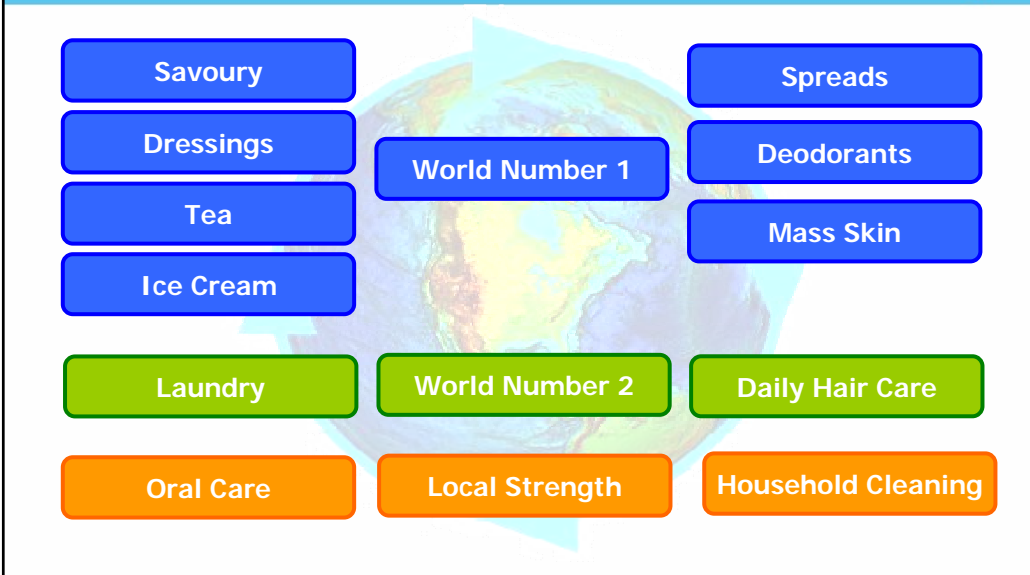 Savoury
Dressings
Tea
Ice Cream
World Number 1
Spreads
Deodorants
Mass Skin
Laundry
World Number 2
Daily Hair Care
Oral Care
Local Strength
Household Cleaning